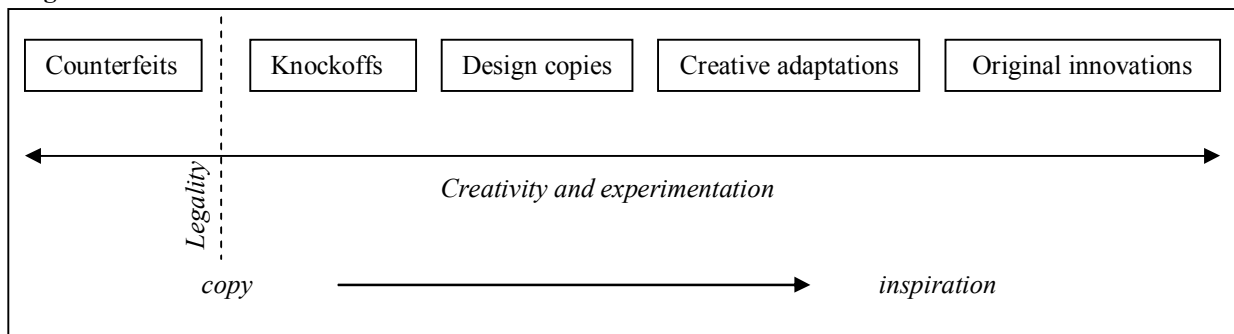 Counterfeits
Knockoffs
Design copies
Creative adaptations
Original innovations
Legality
Creativity and experimentation
copy
inspiration